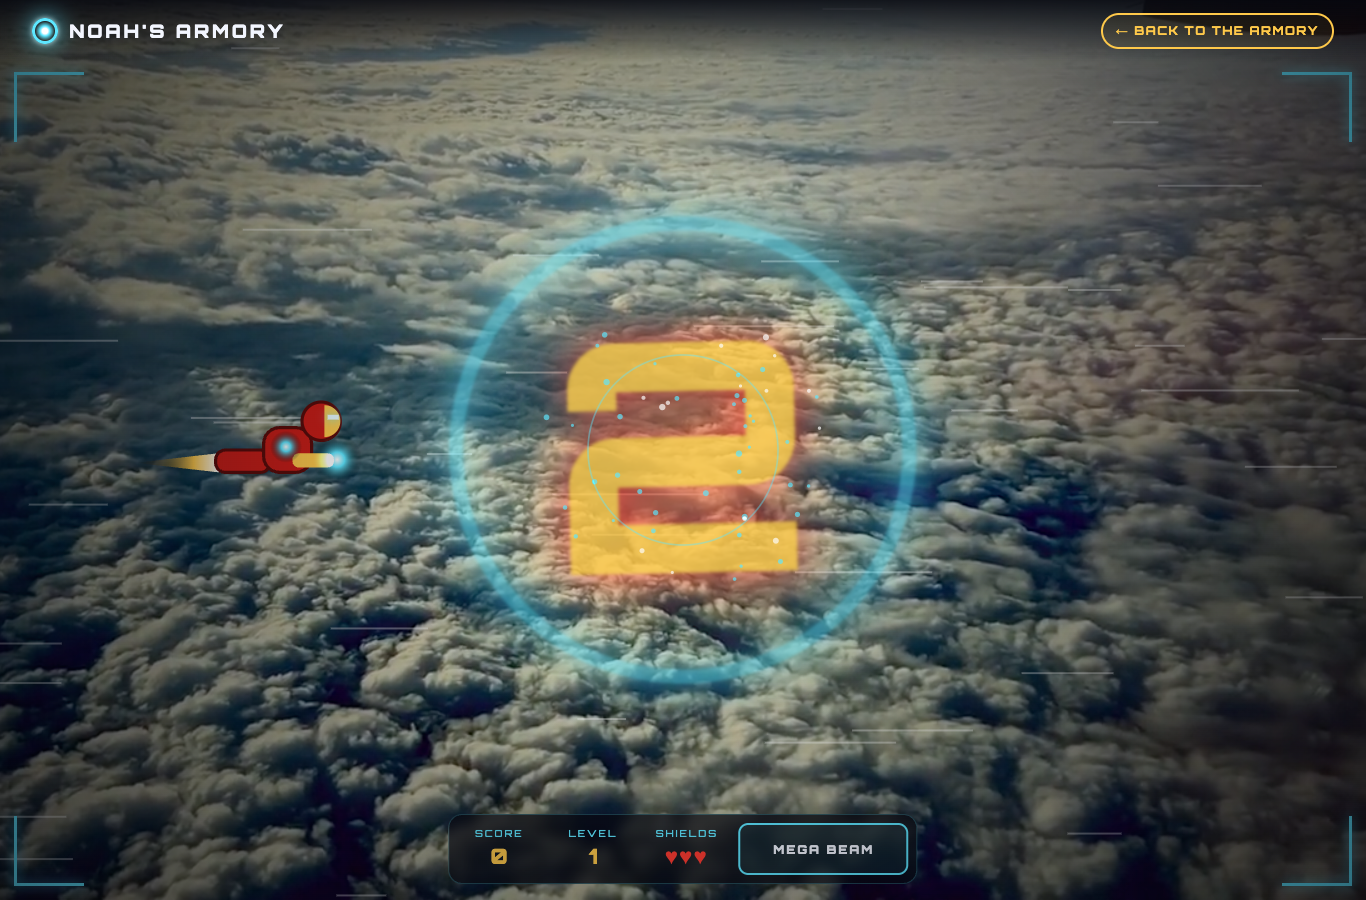 NOAH'S ARMORY
← BACK TO THE ARMORY
2
SCORE
0
LEVEL
1
SHIELDS
♥♥♥
MEGA BEAM